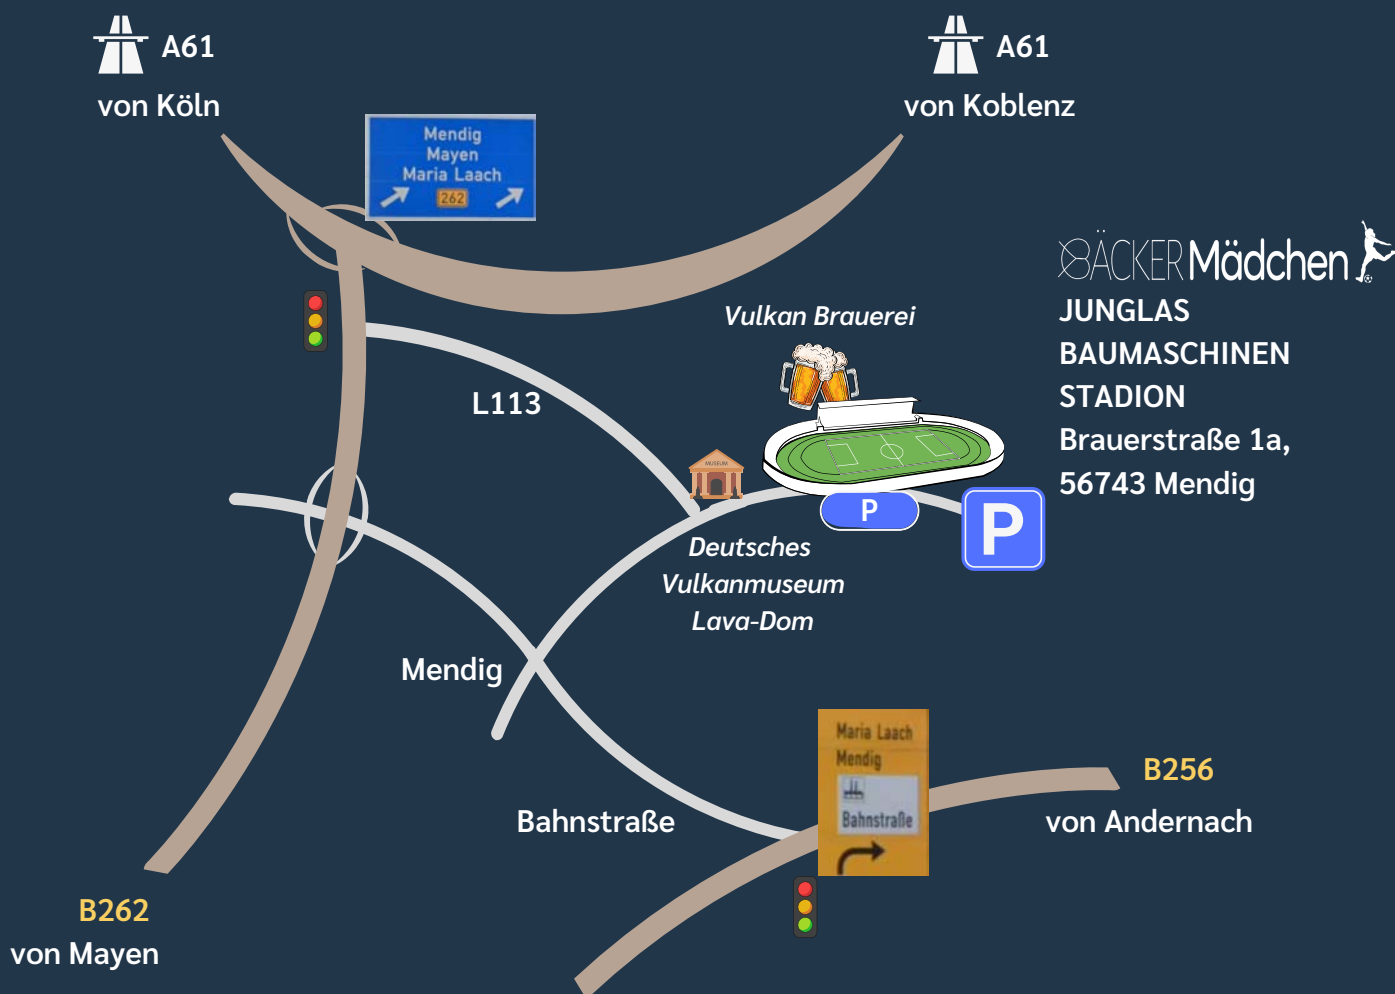 A61
von Köln
A61
von Koblenz
Mendig
Mayen
Maria Laach
262
BÄCKERMädchen
JUNGLAS
BAUMASCHINEN
STADION
Brauerstraße 1a,
56743 Mendig
Vulkan Brauerei
L113
MUSEUM
P
P
Deutsches
Vulkanmuseum
Lava-Dom
Mendig
Maria Laach
Mendig
Bahnstraße
B256
von Andernach
Bahnstraße
B262
von Mayen